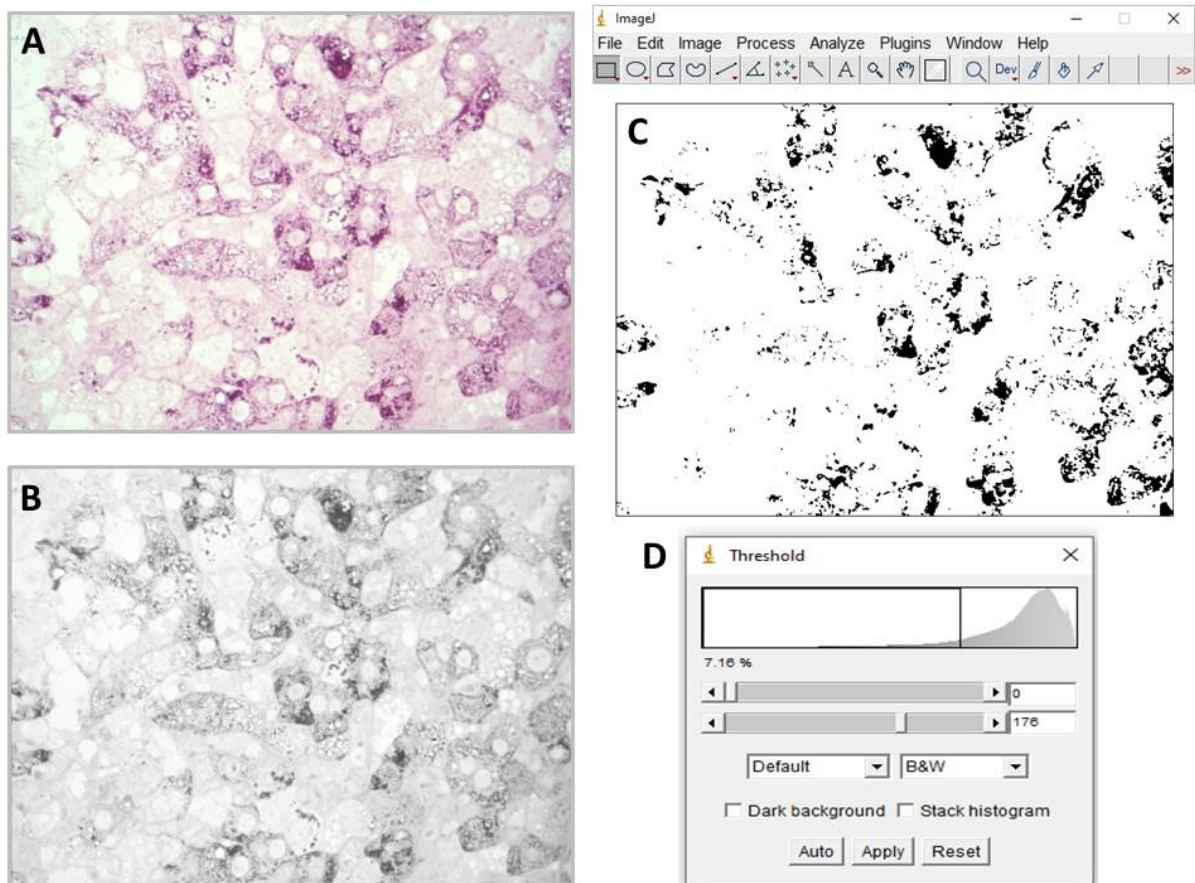 A
B
ImageJ
File Edit Image Process Analyze Plugins Window Help
A Dev >>
C
D
Threshold
7.16 %
0
176
Default B&W
Dark background Stack histogram
Auto Apply Reset